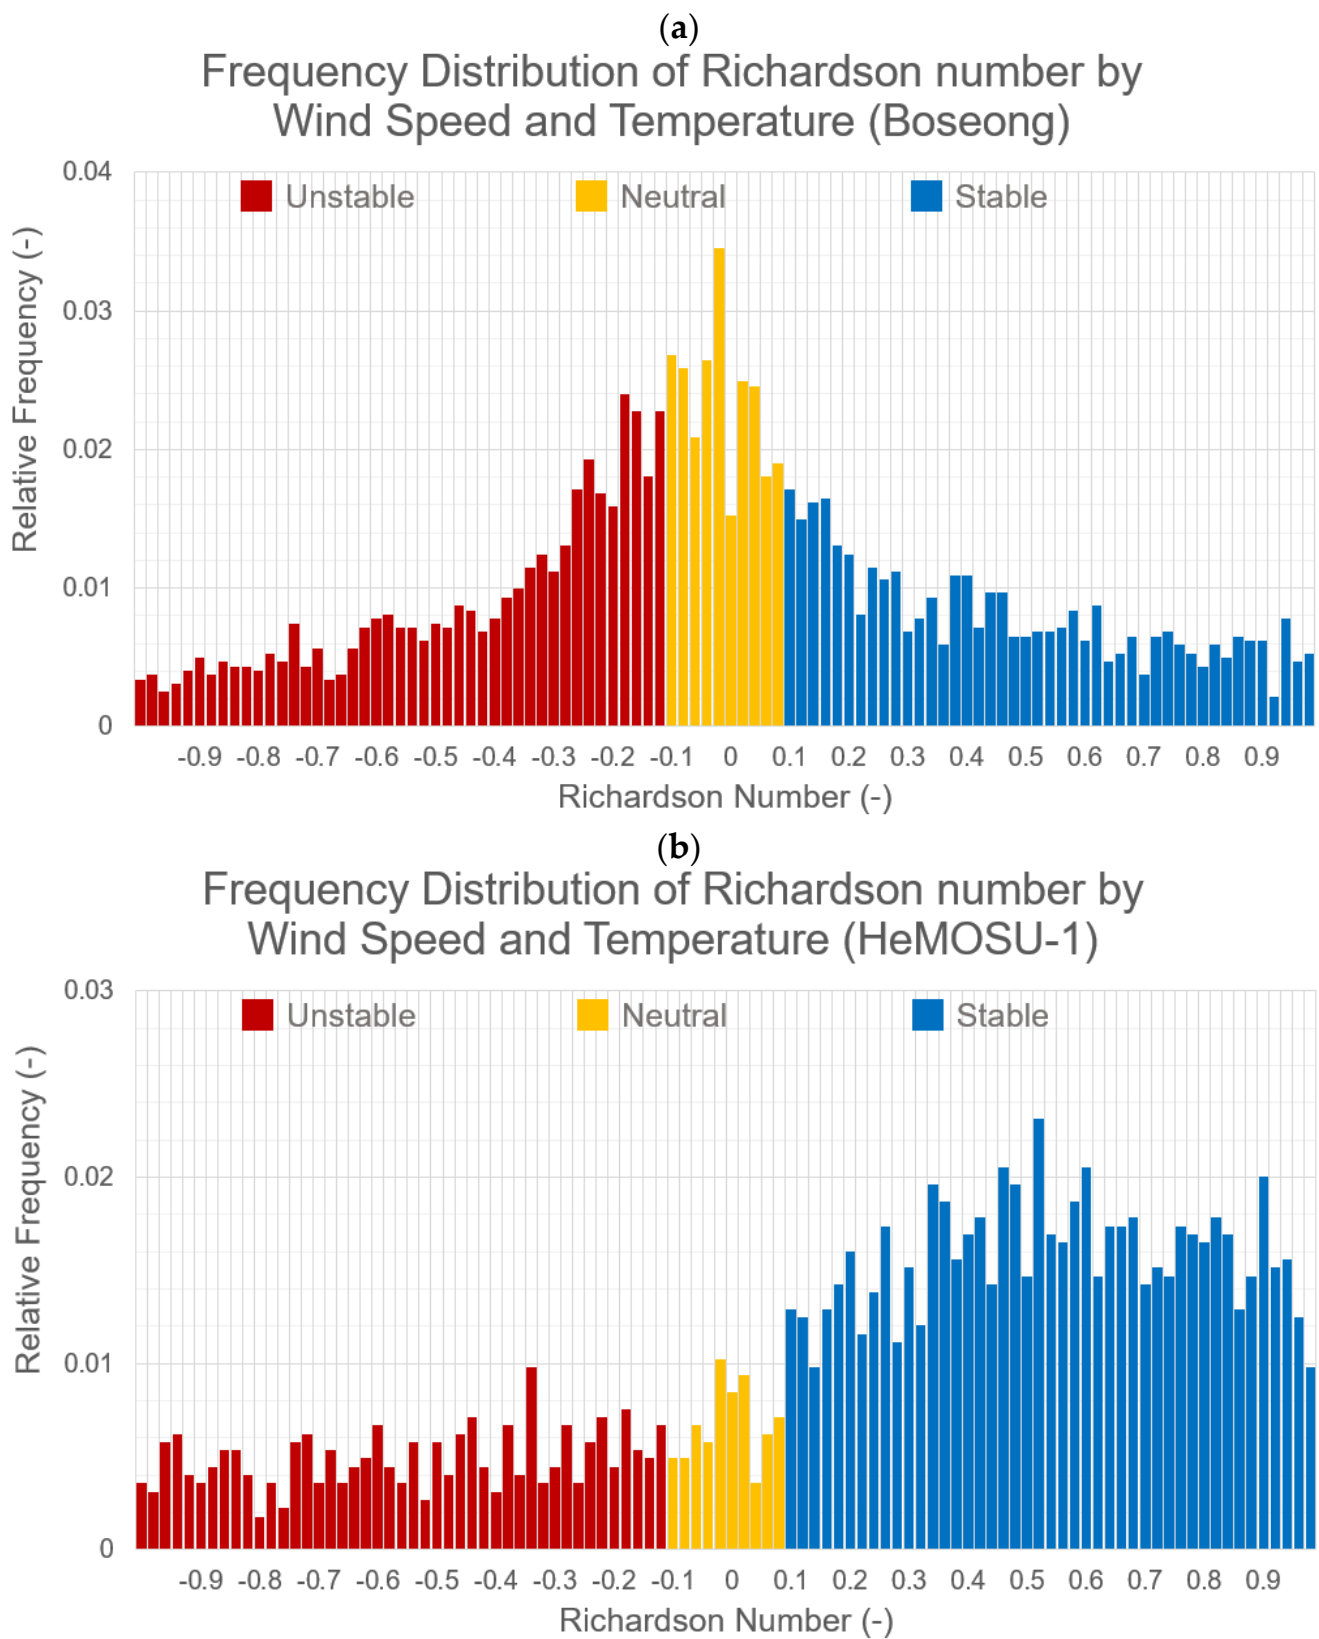 (a)
Frequency Distribution of Richardson number by
Wind Speed and Temperature (Boseong)
0.04
Unstable Neutral Stable
0.03
0.02
0.01
0
Relative Frequency (-)
-0.9 -0.8 -0.7 -0.6 -0.5 -0.4 -0.3 -0.2 -0.1 0 0.1 0.2 0.3 0.4 0.5 0.6 0.7 0.8 0.9
Richardson Number (-)
(b)
Frequency Distribution of Richardson number by
Wind Speed and Temperature (HeMOSU-1)
0.03
Unstable Neutral Stable
0.02
0.01
0
Relative Frequency (-)
-0.9 -0.8 -0.7 -0.6 -0.5 -0.4 -0.3 -0.2 -0.1 0 0.1 0.2 0.3 0.4 0.5 0.6 0.7 0.8 0.9
Richardson Number (-)